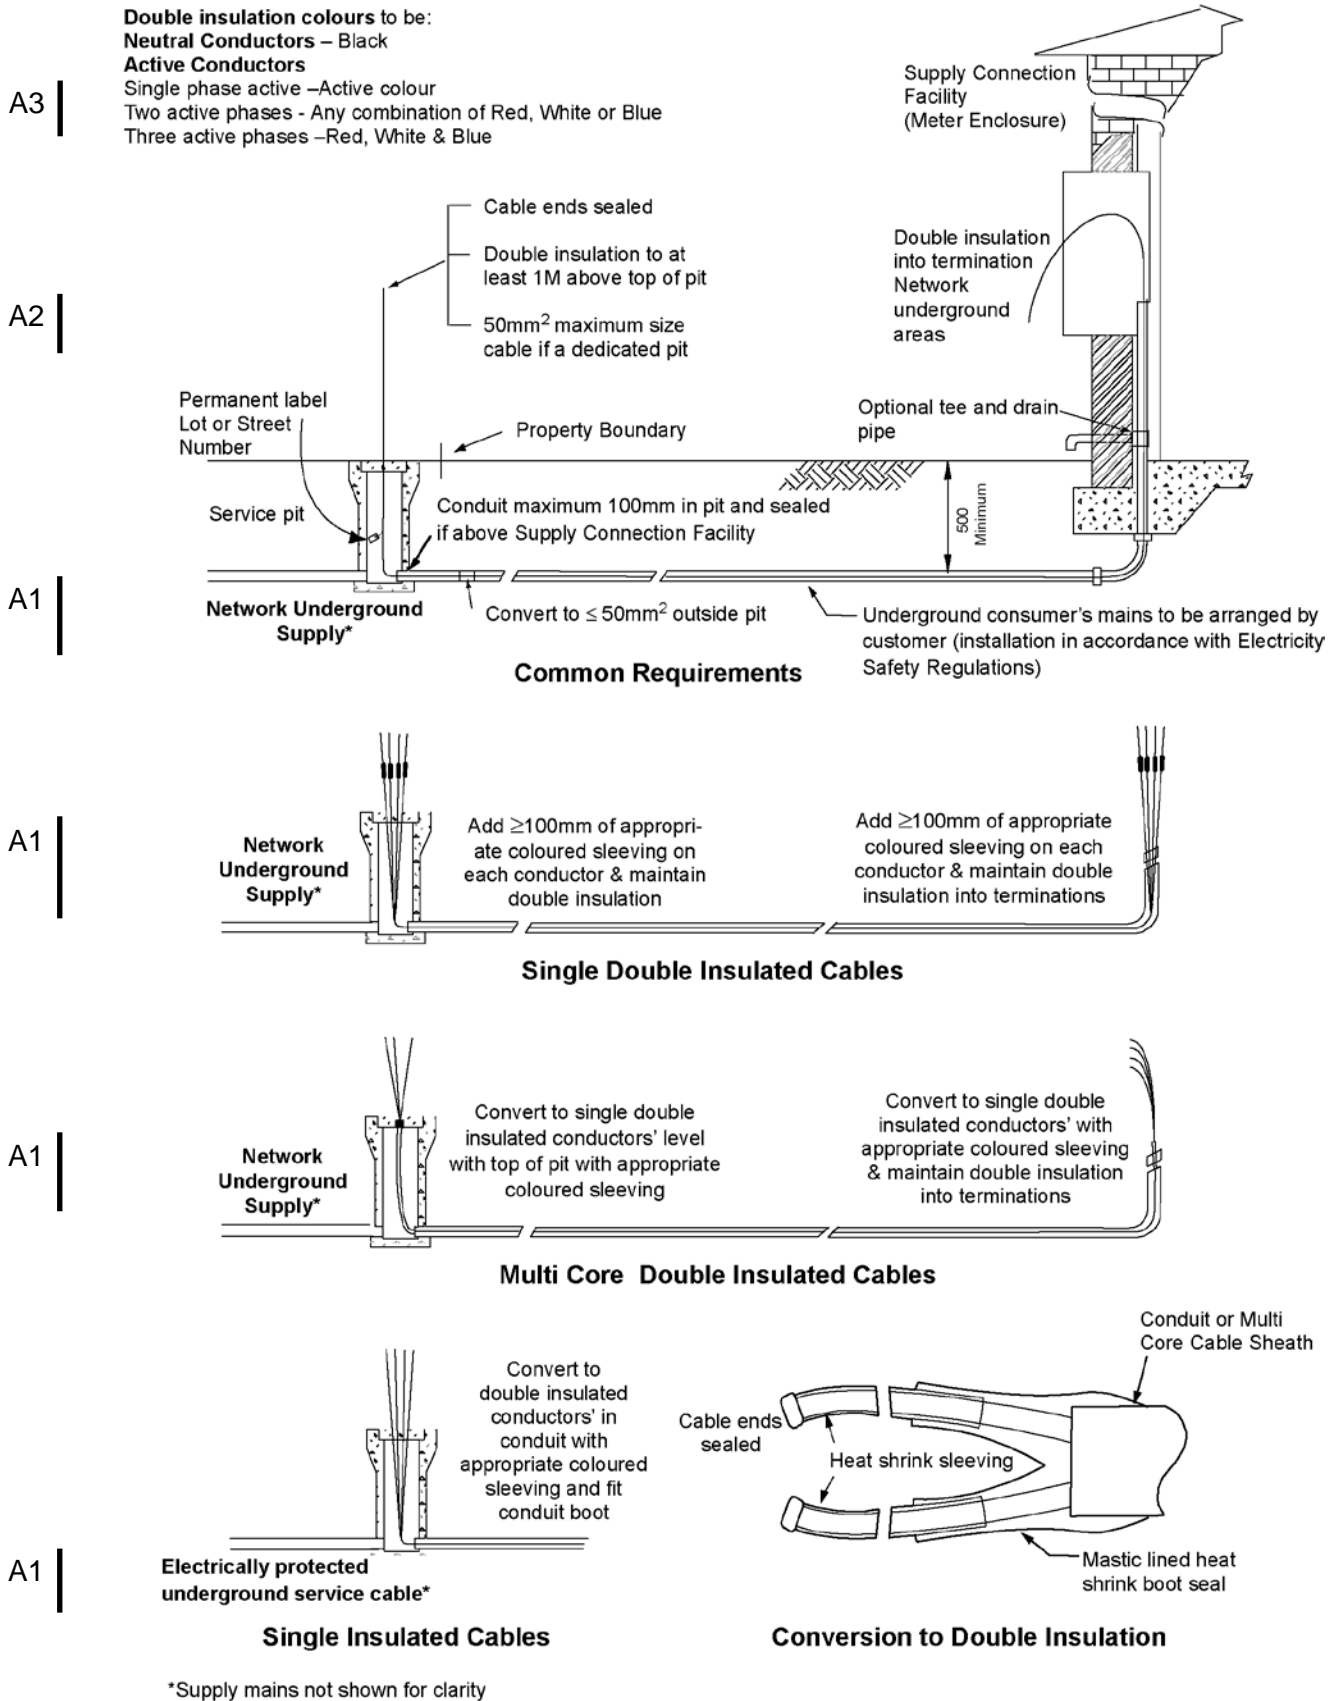 Double insulation colours to be:
Neutral Conductors – Black
Active Conductors
Single phase active –Active colour
Two active phases - Any combination of Red, White or Blue
Three active phases –Red, White & Blue
A3
Supply Connection
Facility
(Meter Enclosure)
Cable ends sealed
Double insulation to at
least 1M above top of pit
50mm² maximum size
cable if a dedicated pit
A2
Double insulation
into termination
Network
underground
areas
Permanent label
Lot or Street
Number
Property Boundary
Optional tee and drain
pipe
Service pit
Conduit maximum 100mm in pit and sealed
if above Supply Connection Facility
500
Minimum
A1
Network Underground
Supply*
Convert to ≤ 50mm² outside pit
Underground consumer's mains to be arranged by
customer (installation in accordance with Electricity
Safety Regulations)
Common Requirements
A1
Network
Underground
Supply*
Add ≥100mm of appropri-
ate coloured sleeving on
each conductor & maintain
double insulation
Add ≥100mm of appropriate
coloured sleeving on each
conductor & maintain double
insulation into terminations
Single Double Insulated Cables
A1
Network
Underground
Supply*
Convert to single double
insulated conductors' level
with top of pit with appropriate
coloured sleeving
Convert to single double
insulated conductors' with
appropriate coloured sleeving
& maintain double insulation
into terminations
Multi Core Double Insulated Cables
Convert to
double insulated
conductors' in
conduit with
appropriate coloured
sleeving and fit
conduit boot
Conduit or Multi
Core Cable Sheath
Cable ends
sealed
Heat shrink sleeving
Mastic lined heat
shrink boot seal
A1
Electrically protected
underground service cable*
Single Insulated Cables
Conversion to Double Insulation
*Supply mains not shown for clarity